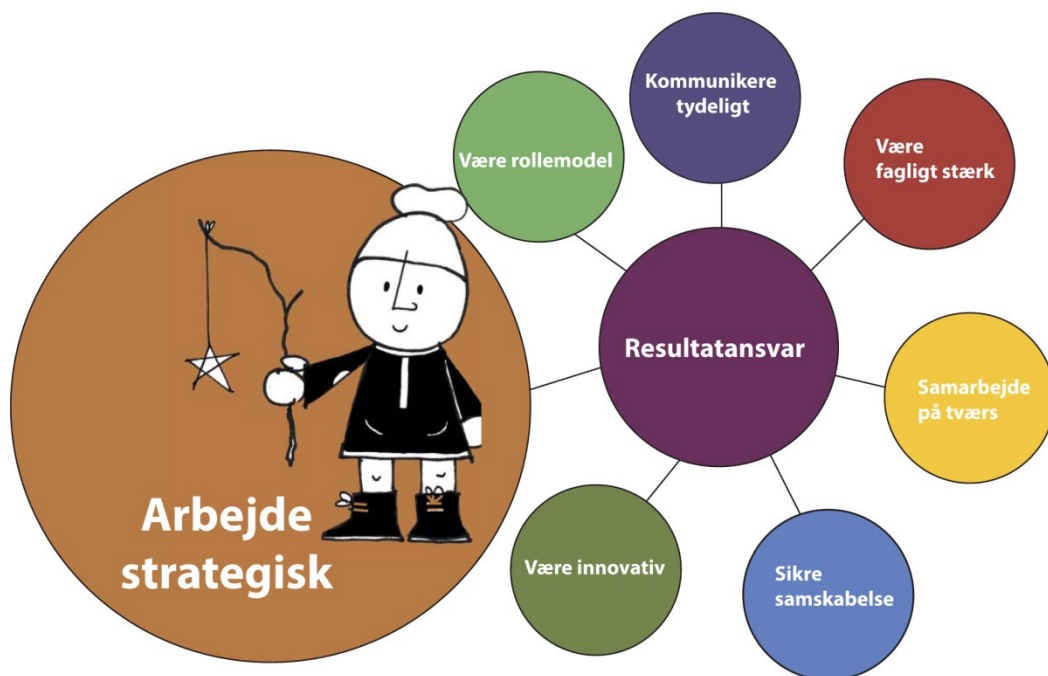 Kommunikere
tydeligt
Være rollemodel
Være
fagligt stærk
Resultatansvar
Samarbejde
på tværs
Arbejde
strategisk
Være innovativ
Sikre
samskabelse